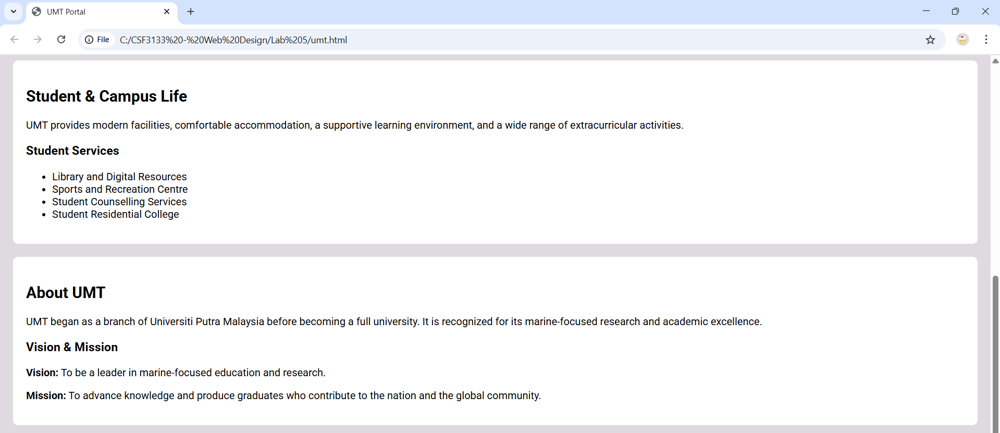 UMT Portal
File
C:/CSF3133%20-%20Web%20Design/Lab%205/umt.html
Student & Campus Life
UMT provides modern facilities, comfortable accommodation, a supportive learning environment, and a wide range of extracurricular activities.
Student Services
• Library and Digital Resources
• Sports and Recreation Centre
• Student Counselling Services
• Student Residential College
About UMT
UMT began as a branch of Universiti Putra Malaysia before becoming a full university. It is recognized for its marine-focused research and academic excellence.
Vision & Mission
Vision: To be a leader in marine-focused education and research.
Mission: To advance knowledge and produce graduates who contribute to the nation and the global community.